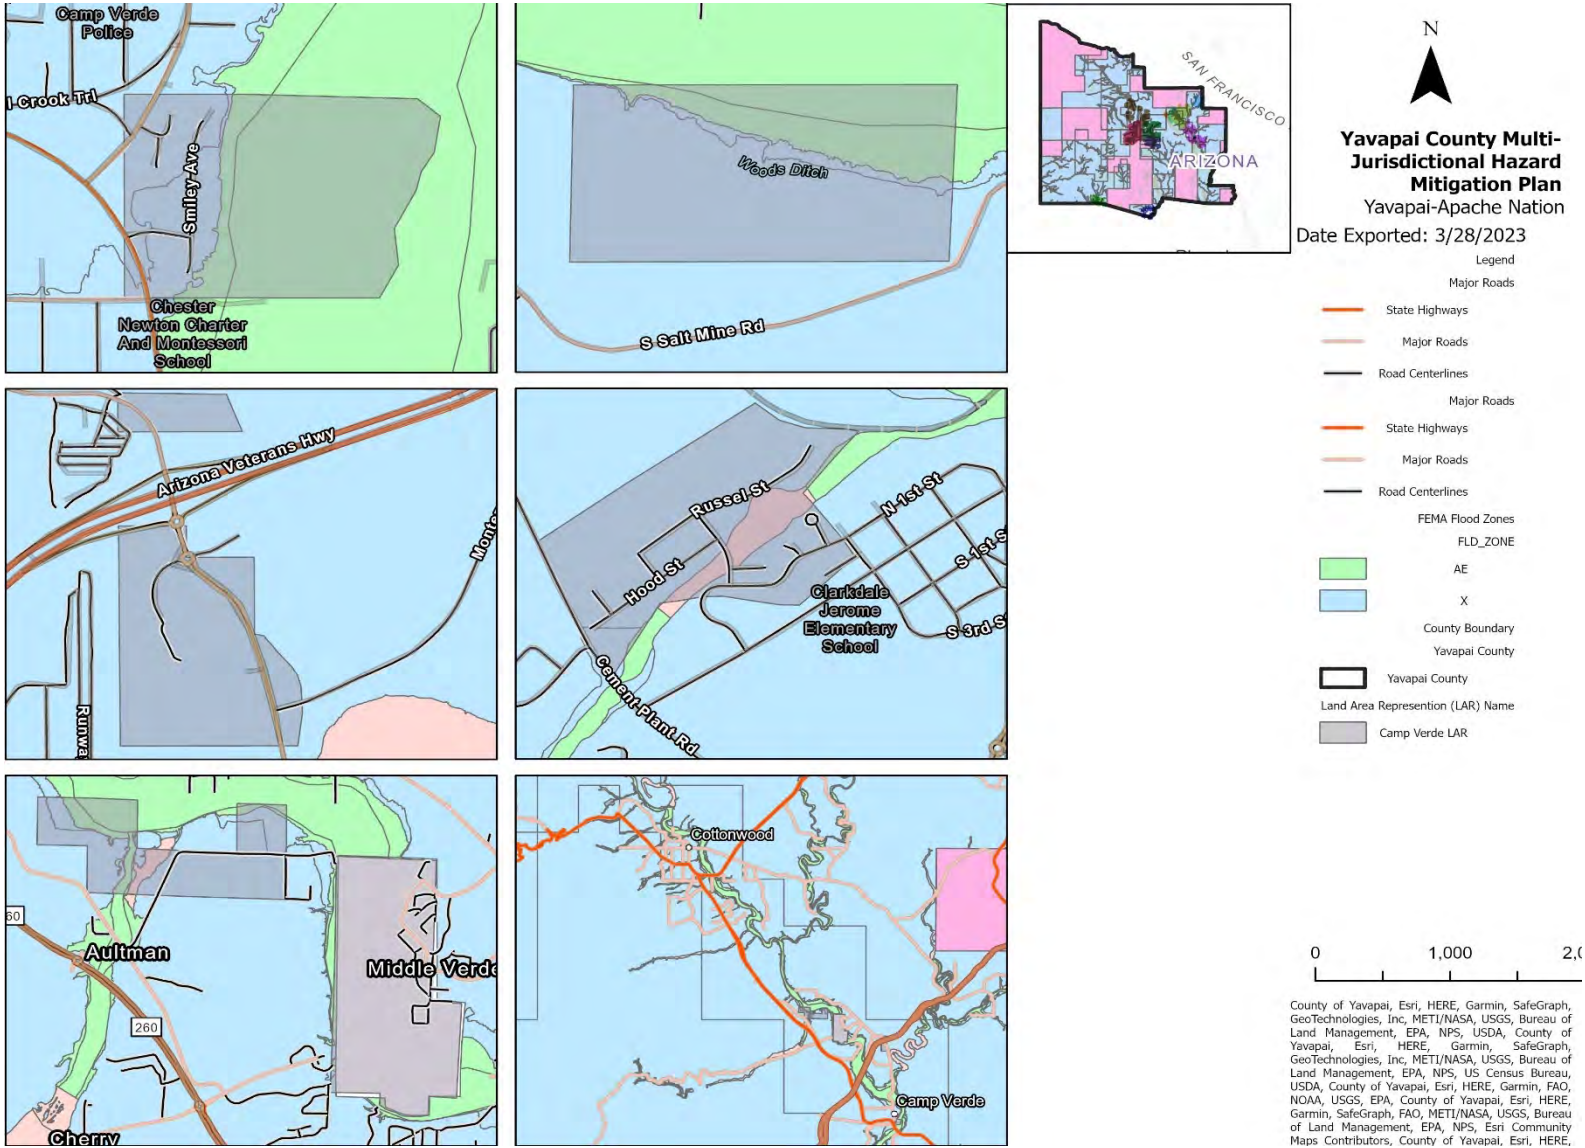 Camp Verde
Police
l Crook Trl
Smiley Ave
Chester
Newton Charter
And Montessori
School
Woods Ditch
S Salt Mine Rd
SAN FRANCISCO
ARIZONA
N
Yavapai County Multi-
Jurisdictional Hazard
Mitigation Plan
Yavapai-Apache Nation
Date Exported: 3/28/2023
Legend
Major Roads
State Highways
Major Roads
Road Centerlines
Major Roads
State Highways
Major Roads
Road Centerlines
FEMA Flood Zones
FLD_ZONE
AE
X
County Boundary
Yavapai County
Yavapai County
Land Area Represention (LAR) Name
Camp Verde LAR
Arizona Veterans Hwy
Monte
Runwa
Russel St
Hood St
N 1st St
S 1st S
S 3rd S
Clarkdale
Jerome
Elementary
School
Cement Plant Rd
60
Aultman
Middle Verde
260
Cherry
Cottonwood
Camp Verde
0 1,000 2,0
County of Yavapai, Esri, HERE, Garmin, SafeGraph,
GeoTechnologies, Inc, METI/NASA, USGS, Bureau of
Land Management, EPA, NPS, USDA, County of
Yavapai, Esri, HERE, Garmin, SafeGraph,
GeoTechnologies, Inc, METI/NASA, USGS, Bureau of
Land Management, EPA, NPS, US Census Bureau,
USDA, County of Yavapai, Esri, HERE, Garmin, FAO,
NOAA, USGS, EPA, County of Yavapai, Esri, HERE,
Garmin, SafeGraph, FAO, METI/NASA, USGS, Bureau
of Land Management, EPA, NPS, Esri Community
Maps Contributors, County of Yavapai, Esri, HERE,